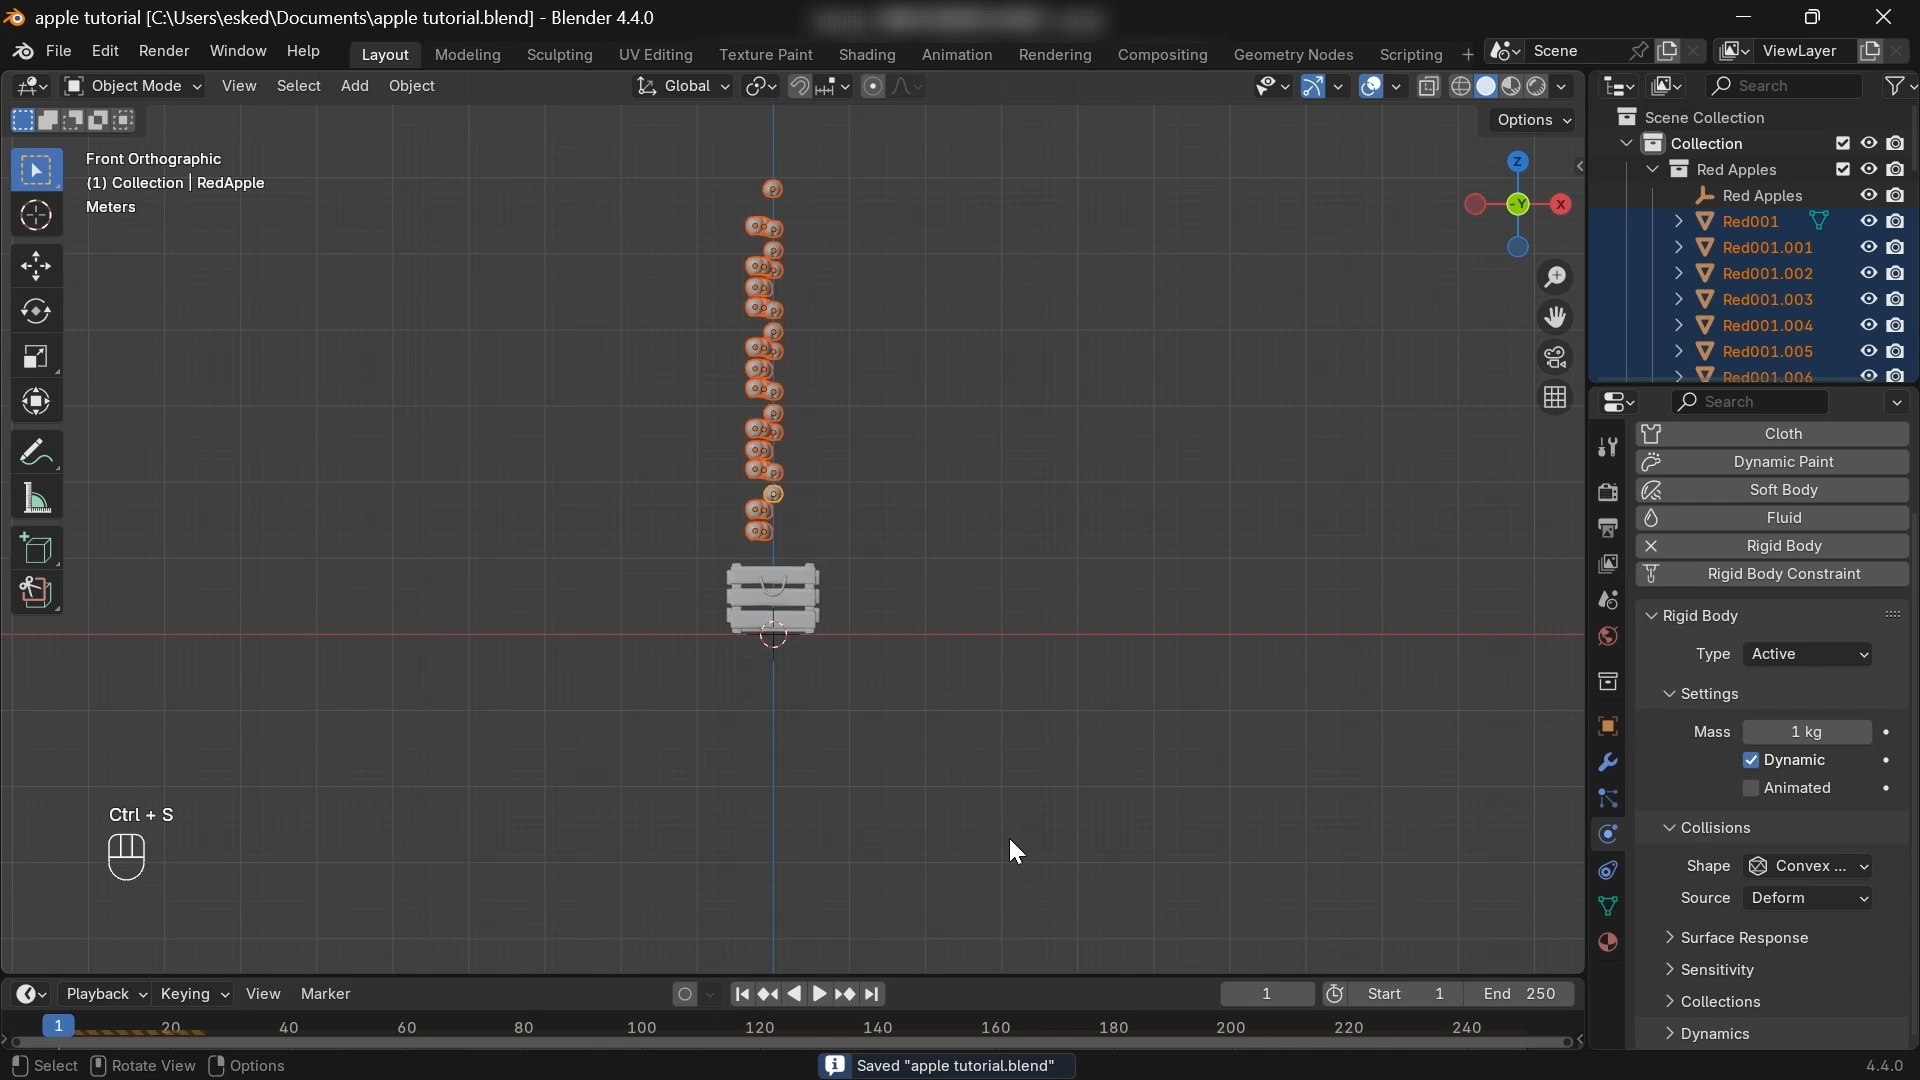 apple tutorial [C:\Users\esked\Documents\apple tutorial.blend] - Blender 4.4.0
File Edit Render Window Help Layout Modeling Sculpting UV Editing Texture Paint Shading Animation Rendering Compositing Geometry Nodes Scripting + Scene ViewLayer
Object Mode View Select Add Object Global Search
Options
Scene Collection
Collection
Red Apples
Red Apples
Red001
Red001.001
Red001.002
Red001.003
Red001.004
Red001.005
Red001.006
Front Orthographic
(1) Collection | RedApple
Meters
Z
-Y
X
Search
Cloth
Dynamic Paint
Soft Body
Fluid
Rigid Body
Rigid Body Constraint
Rigid Body
Type Active
Settings
Mass 1 kg
Dynamic
Animated
Collisions
Shape Convex ...
Source Deform
Surface Response
Sensitivity
Collections
Dynamics
Ctrl + S
Playback Keying View Marker 1 Start 1 End 250
1 20 40 60 80 100 120 140 160 180 200 220 240
Select Rotate View Options Saved "apple tutorial.blend" 4.4.0